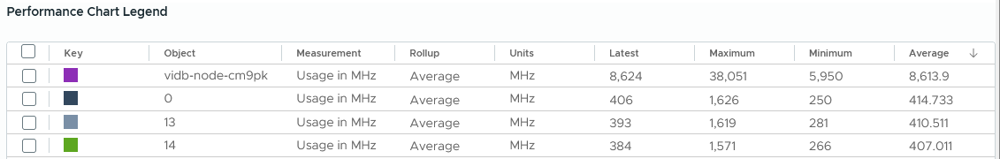 Performance Chart Legend
Key Object Measurement Rollup Units Latest Maximum Minimum Average ↓
vidb-node-cm9pk Usage in MHz Average MHz 8,624 38,051 5,950 8,613.9
0 Usage in MHz Average MHz 406 1,626 250 414.733
13 Usage in MHz Average MHz 393 1,619 281 410.511
14 Usage in MHz Average MHz 384 1,571 266 407.011